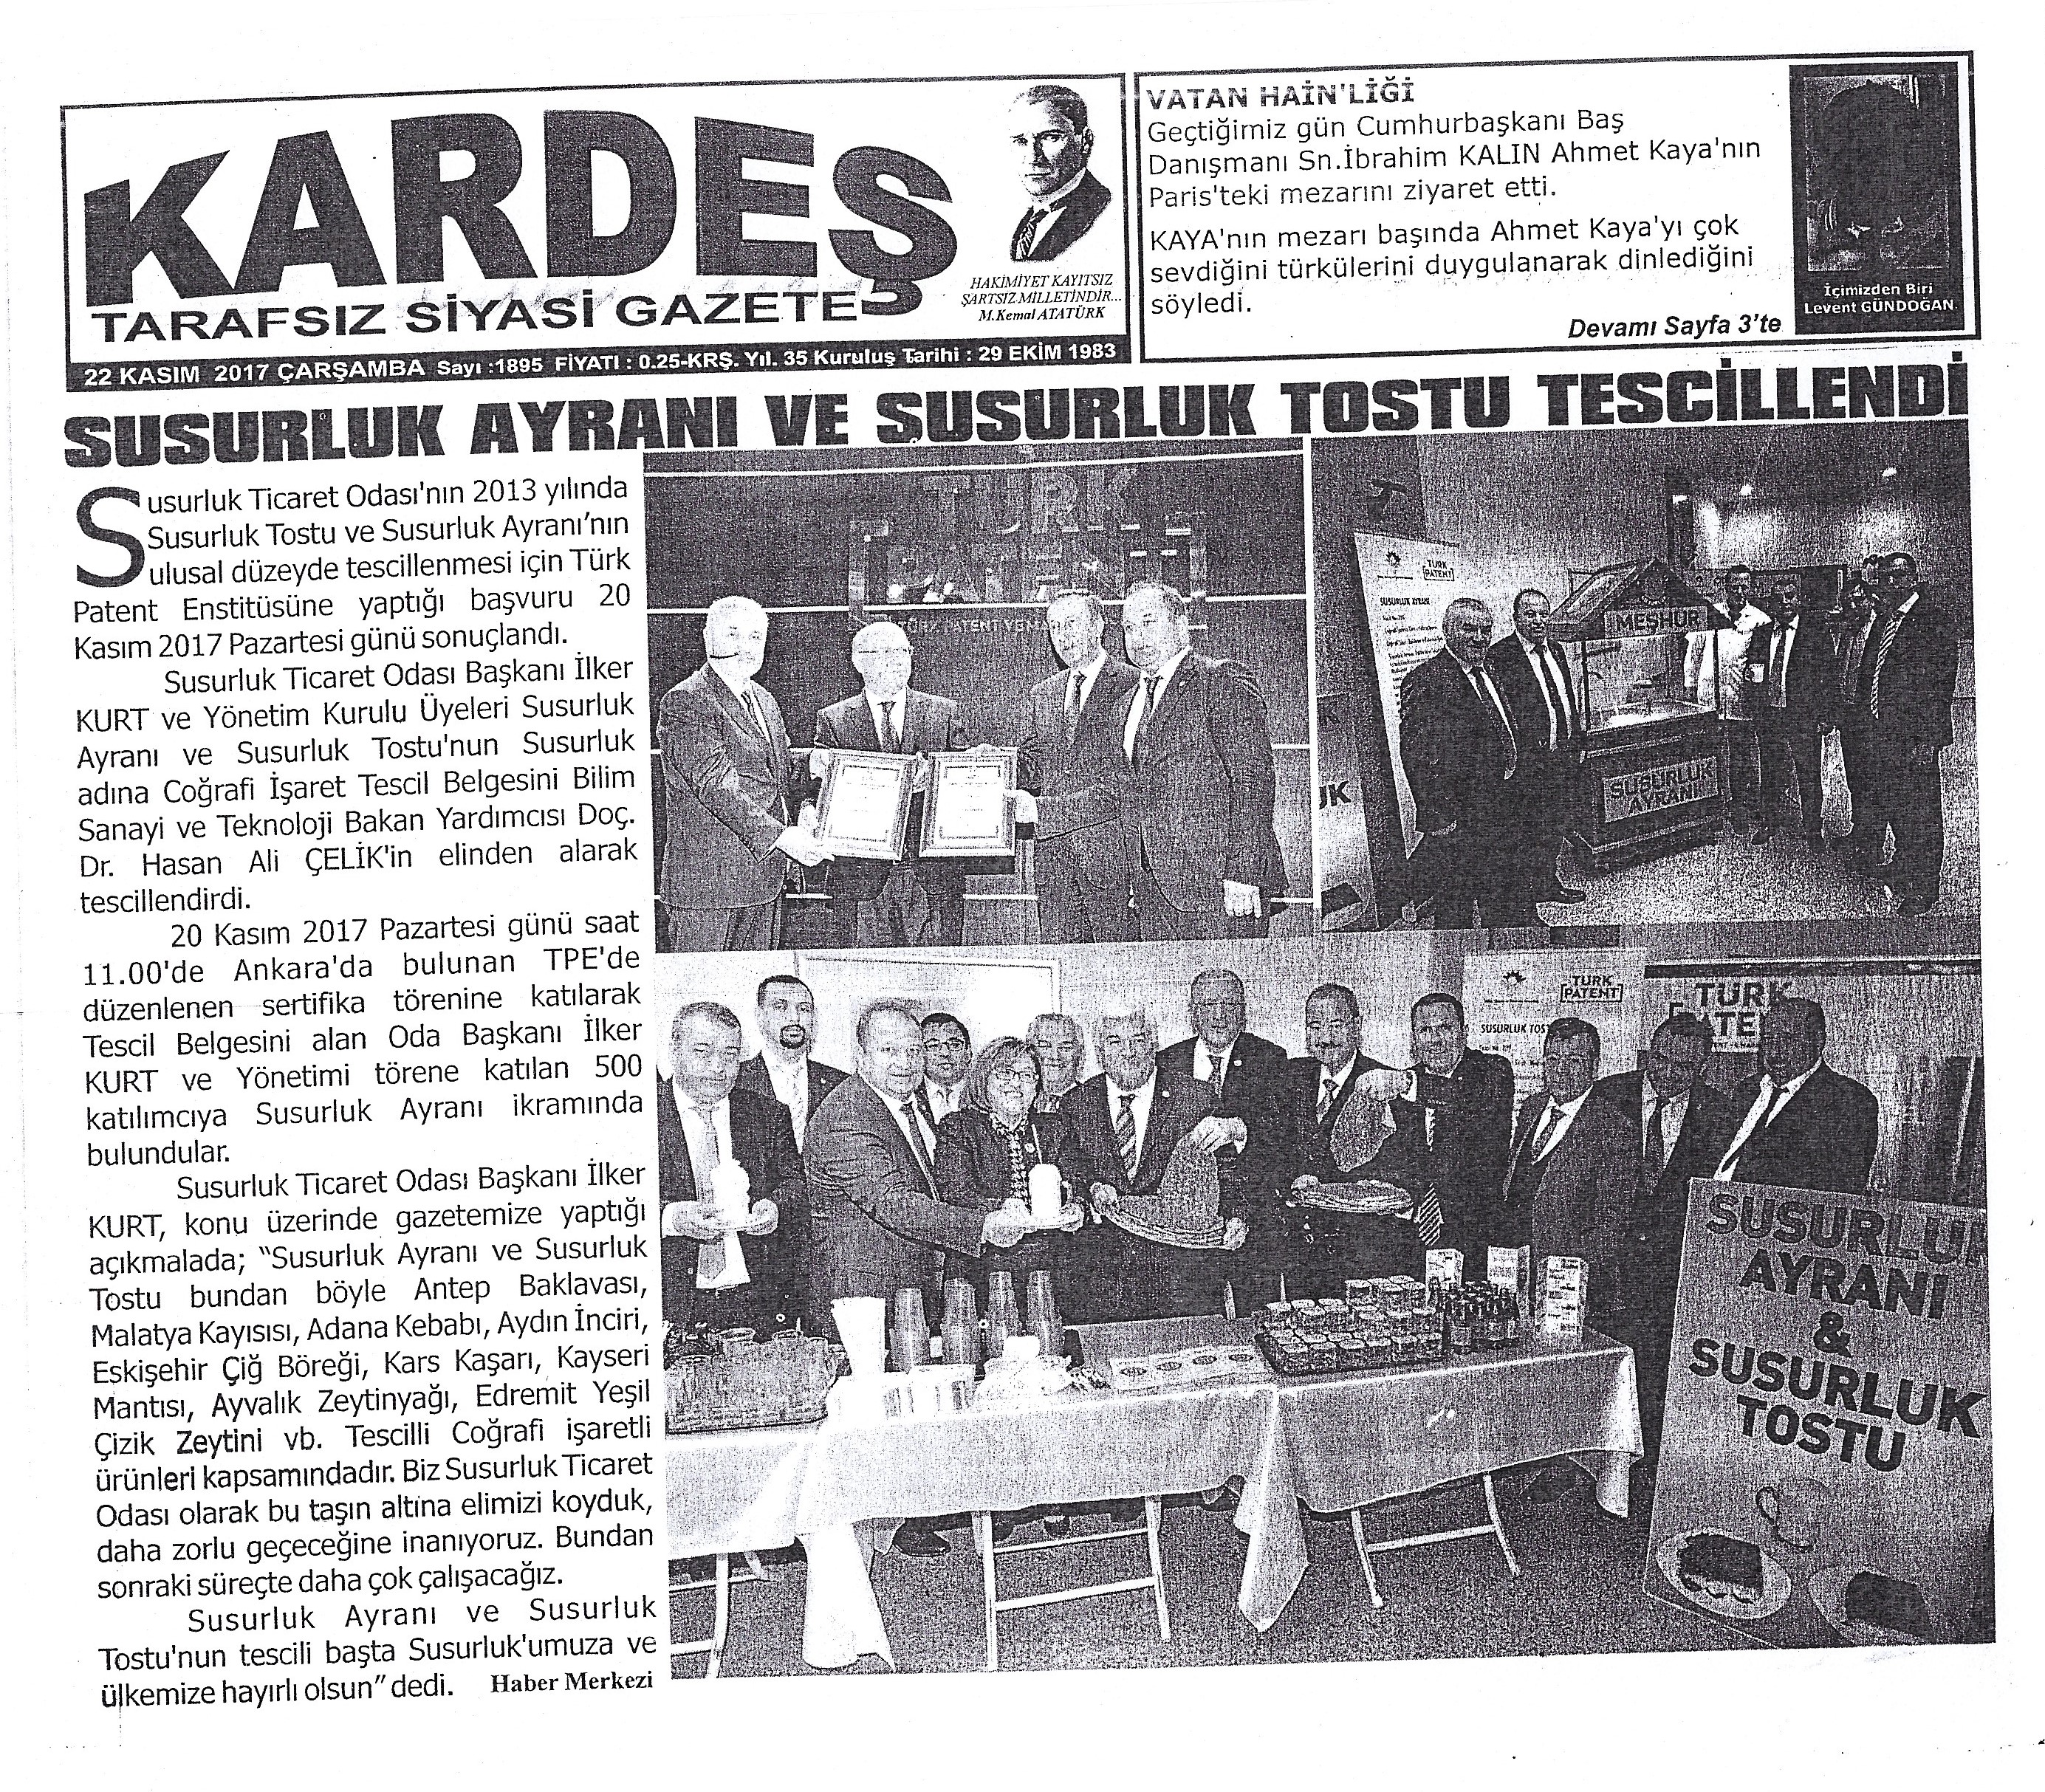 KARDEŞ
TARAFSIZ SİYASİ GAZETE
HAKİMİYET KAYITSIZ
ŞARTSIZ.MİLLETİNDİR...
M.Kemal ATATÜRK
22 KASIM 2017 ÇARŞAMBA Sayı :1895 FİYATI : 0.25-KRŞ. Yıl. 35 Kuruluş Tarihi : 29 EKİM 1983
VATAN HAİN'LİĞİ
Geçtiğimiz gün Cumhurbaşkanı Baş
Danışmanı Sn.İbrahim KALIN Ahmet Kaya'nın
Paris'teki mezarını ziyaret etti.
KAYA'nın mezarı başında Ahmet Kaya'yı çok
sevdiğini türkülerini duygulanarak dinlediğini
söyledi.
Devamı Sayfa 3'te
İçimizden Biri
Levent GÜNDOĞAN
SUSURLUK AYRANI VE SUSURLUK TOSTU TESCİLLENDİ
Susurluk Ticaret Odası'nın 2013 yılında
Susurluk Tostu ve Susurluk Ayranı'nın
ulusal düzeyde tescillenmesi için Türk
Patent Enstitüsüne yaptığı başvuru 20
Kasım 2017 Pazartesi günü sonuçlandı.
Susurluk Ticaret Odası Başkanı İlker
KURT ve Yönetim Kurulu Üyeleri Susurluk
Ayranı ve Susurluk Tostu'nun Susurluk
adına Coğrafi İşaret Tescil Belgesini Bilim
Sanayi ve Teknoloji Bakan Yardımcısı Doç.
Dr. Hasan Ali ÇELİK'in elinden alarak
tescillendirdi.
20 Kasım 2017 Pazartesi günü saat
11.00'de Ankara'da bulunan TPE'de
düzenlenen sertifika törenine katılarak
Tescil Belgesini alan Oda Başkanı İlker
KURT ve Yönetimi törene katılan 500
katılımcıya Susurluk Ayranı ikramında
bulundular.
Susurluk Ticaret Odası Başkanı İlker
KURT, konu üzerinde gazetemize yaptığı
açıkmalada; "Susurluk Ayranı ve Susurluk
Tostu bundan böyle Antep Baklavası,
Malatya Kayısısı, Adana Kebabı, Aydın İnciri,
Eskişehir Çiğ Böreği, Kars Kaşarı, Kayseri
Mantısı, Ayvalık Zeytinyağı, Edremit Yeşil
Çizik Zeytini vb. Tescilli Coğrafi işaretli
ürünleri kapsamındadır. Biz Susurluk Ticaret
Odası olarak bu taşın altına elimizi koyduk,
daha zorlu geçeceğine inanıyoruz. Bundan
sonraki süreçte daha çok çalışacağız.
Susurluk Ayranı ve Susurluk
Tostu'nun tescili başta Susurluk'umuza ve
ülkemize hayırlı olsun" dedi. Haber Merkezi
TÜRK
PATENT
TÜRK PATENT VE
TÜRK
PATENT
SUSURLUK AYRANI
MEŞHUR
SUSURLUK
AYRANI
UK
TÜRK
PATENT
SUSURLUK TOST
TÜRK
PATE
SUSURLUK
AYRANI
&
SUSURLUK
TOSTU